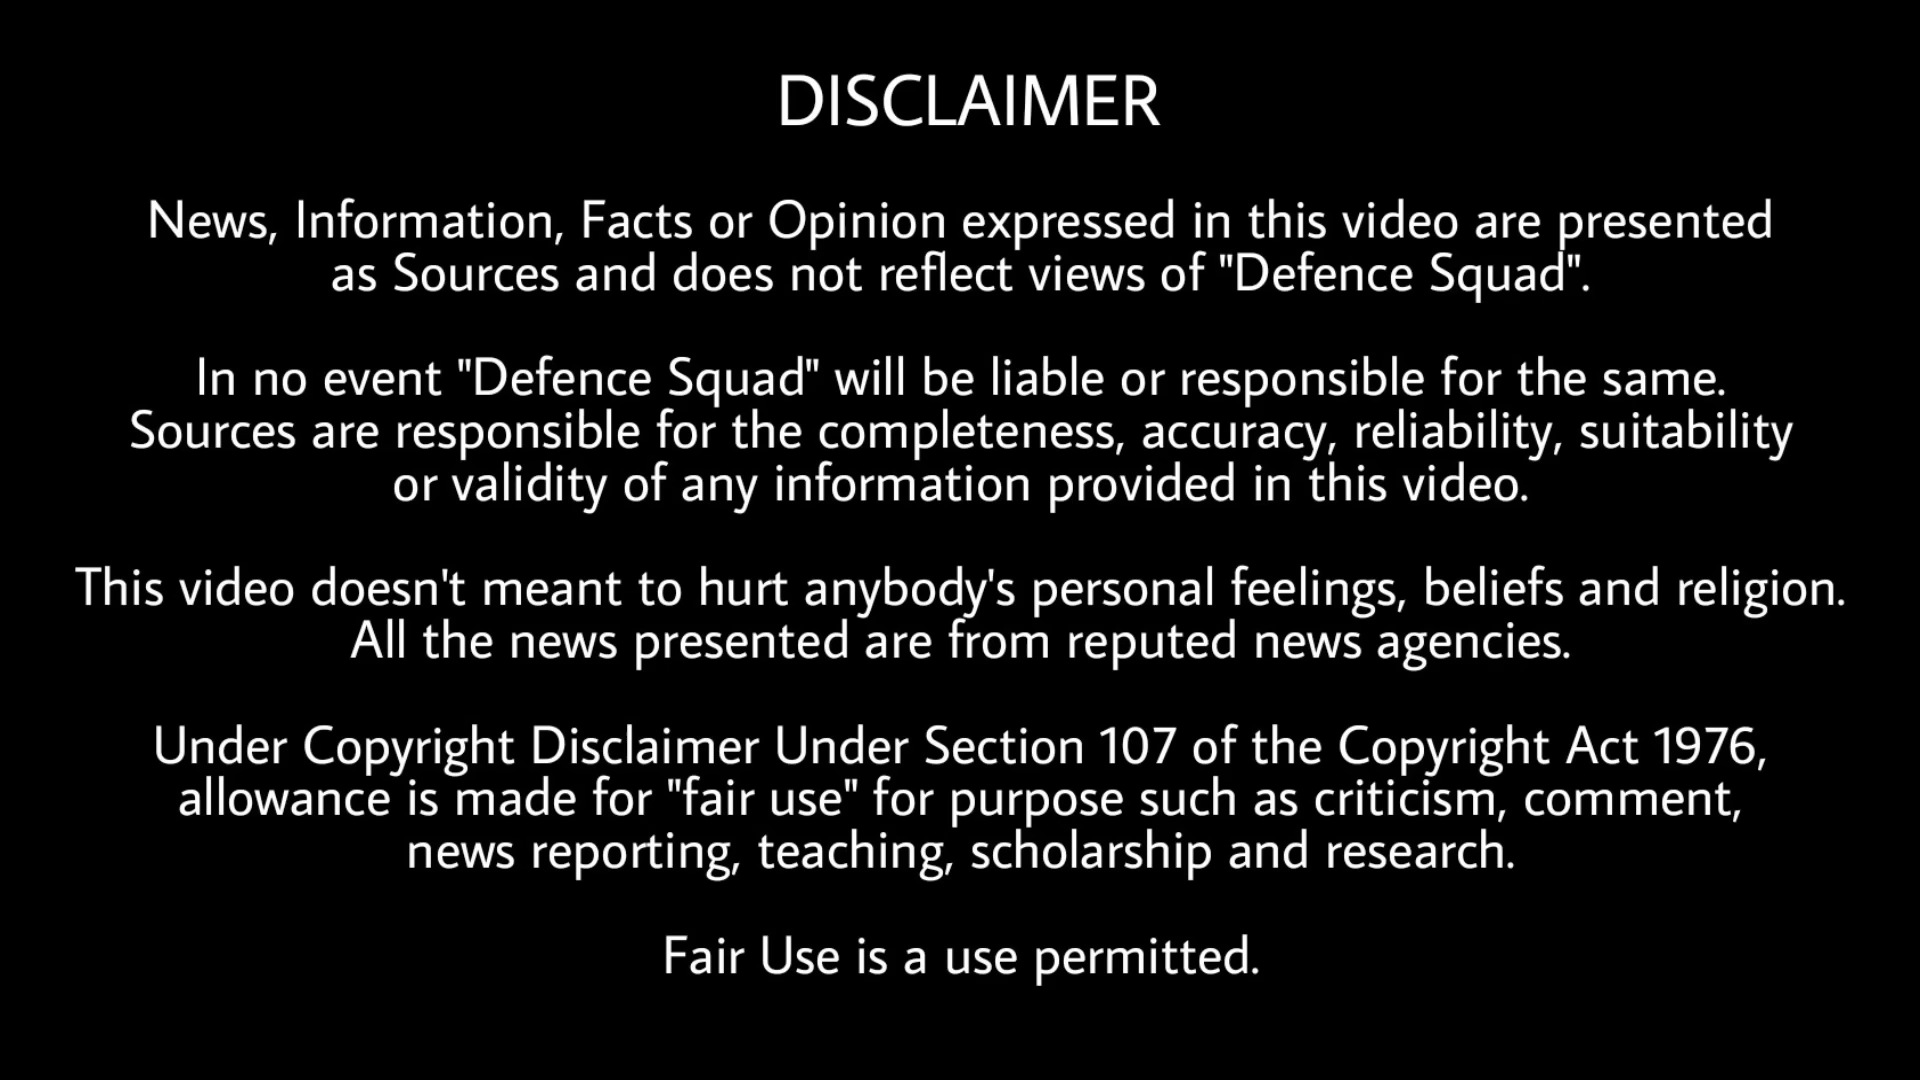 DISCLAIMER
News, Information, Facts or Opinion expressed in this video are presented
as Sources and does not reflect views of "Defence Squad".
In no event "Defence Squad" will be liable or responsible for the same.
Sources are responsible for the completeness, accuracy, reliability, suitability
or validity of any information provided in this video.
This video doesn't meant to hurt anybody's personal feelings, beliefs and religion.
All the news presented are from reputed news agencies.
Under Copyright Disclaimer Under Section 107 of the Copyright Act 1976,
allowance is made for "fair use" for purpose such as criticism, comment,
news reporting, teaching, scholarship and research.
Fair Use is a use permitted.